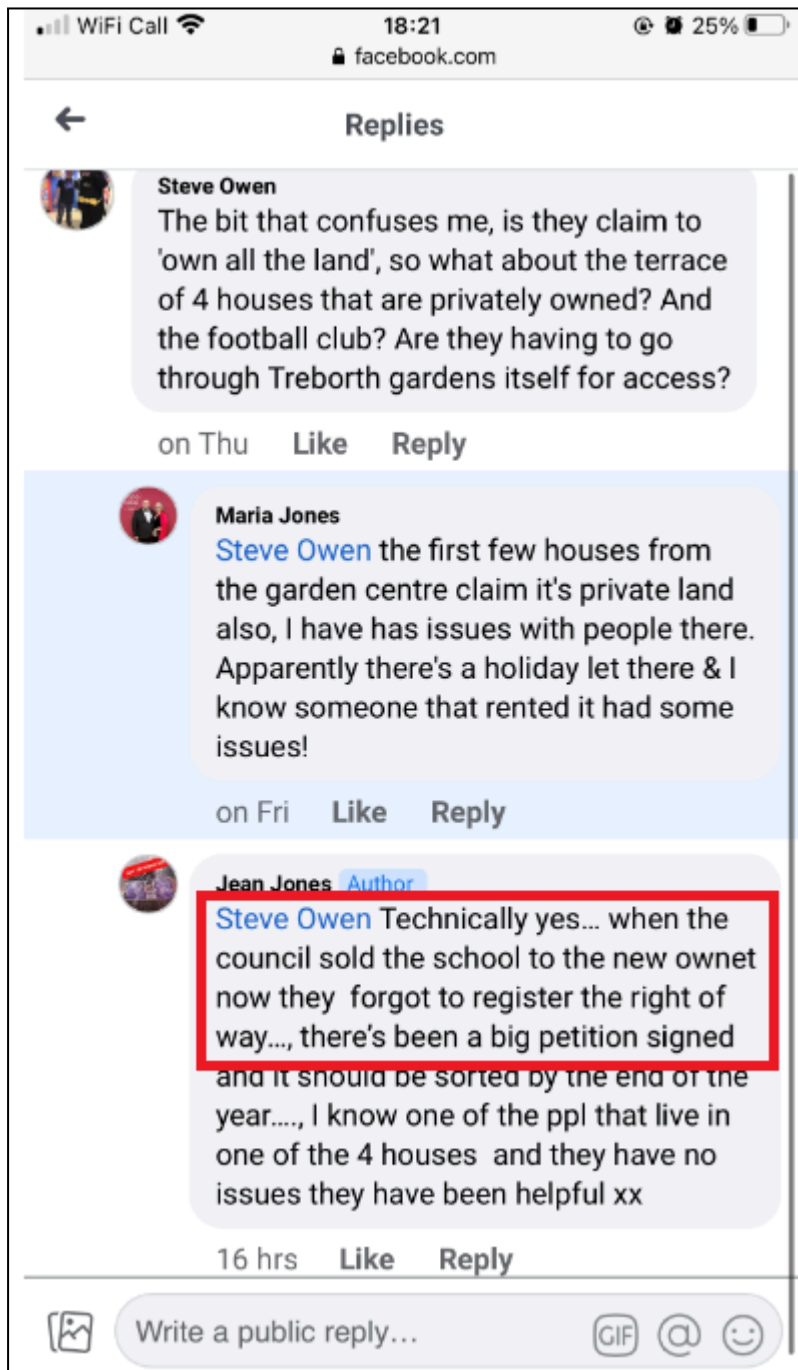 WiFi Call 18:21 25%
facebook.com
Replies
Steve Owen
The bit that confuses me, is they claim to
'own all the land', so what about the terrace
of 4 houses that are privately owned? And
the football club? Are they having to go
through Treborth gardens itself for access?
on Thu Like Reply
Maria Jones
Steve Owen the first few houses from
the garden centre claim it's private land
also, I have has issues with people there.
Apparently there's a holiday let there & I
know someone that rented it had some
issues!
on Fri Like Reply
Jean Jones Author
Steve Owen Technically yes... when the
council sold the school to the new ownet
now they  forgot to register the right of
way..., there's been a big petition signed
and it should be sorted by the end of the
year...., I know one of the ppl that live in
one of the 4 houses  and they have no
issues they have been helpful xx
16 hrs Like Reply
Write a public reply...
GIF @